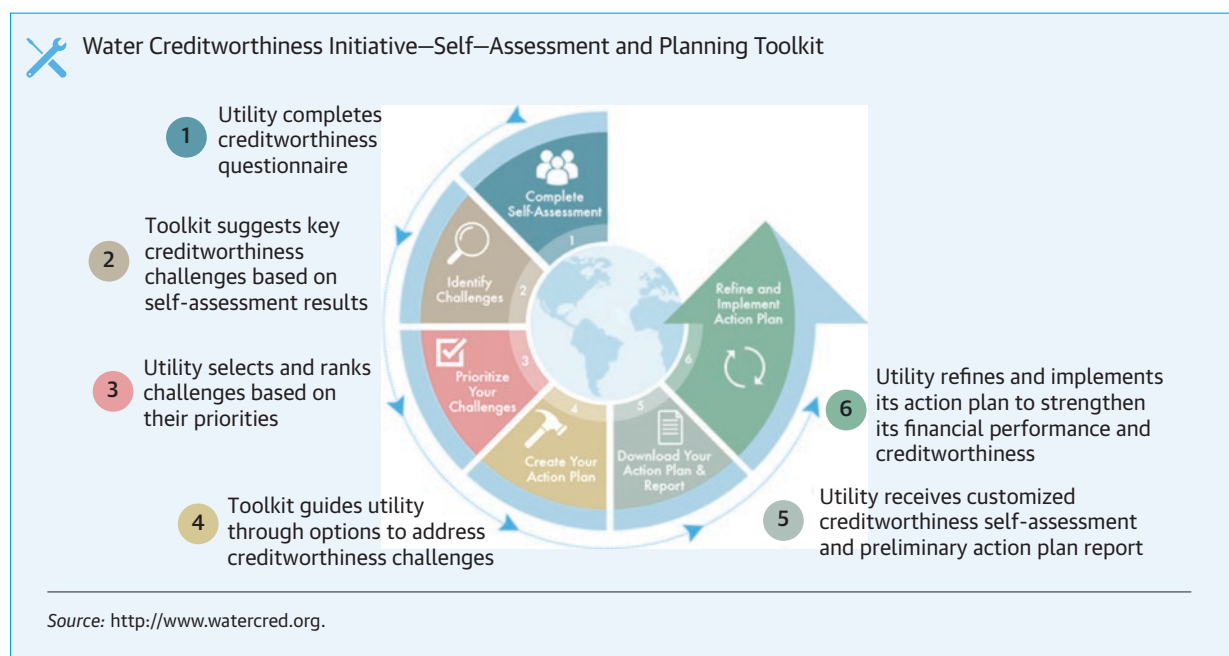 Water Creditworthiness Initiative—Self—Assessment and Planning Toolkit
1
Utility completes
creditworthiness
questionnaire
2
Toolkit suggests key
creditworthiness
challenges based on
self-assessment results
3
Utility selects and ranks
challenges based on
their priorities
4
Toolkit guides utility
through options to address
creditworthiness challenges
Complete
Self-Assessment
1
Identify
Challenges
2
Prioritize
Your
Challenges
3
Create Your
Action Plan
4
Download Your
Action Plan &
Report
5
Refine and
Implement
Action Plan
6
6
Utility refines and implements
its action plan to strengthen
its financial performance and
creditworthiness
5
Utility receives customized
creditworthiness self-assessment
and preliminary action plan report
Source: http://www.watercred.org.